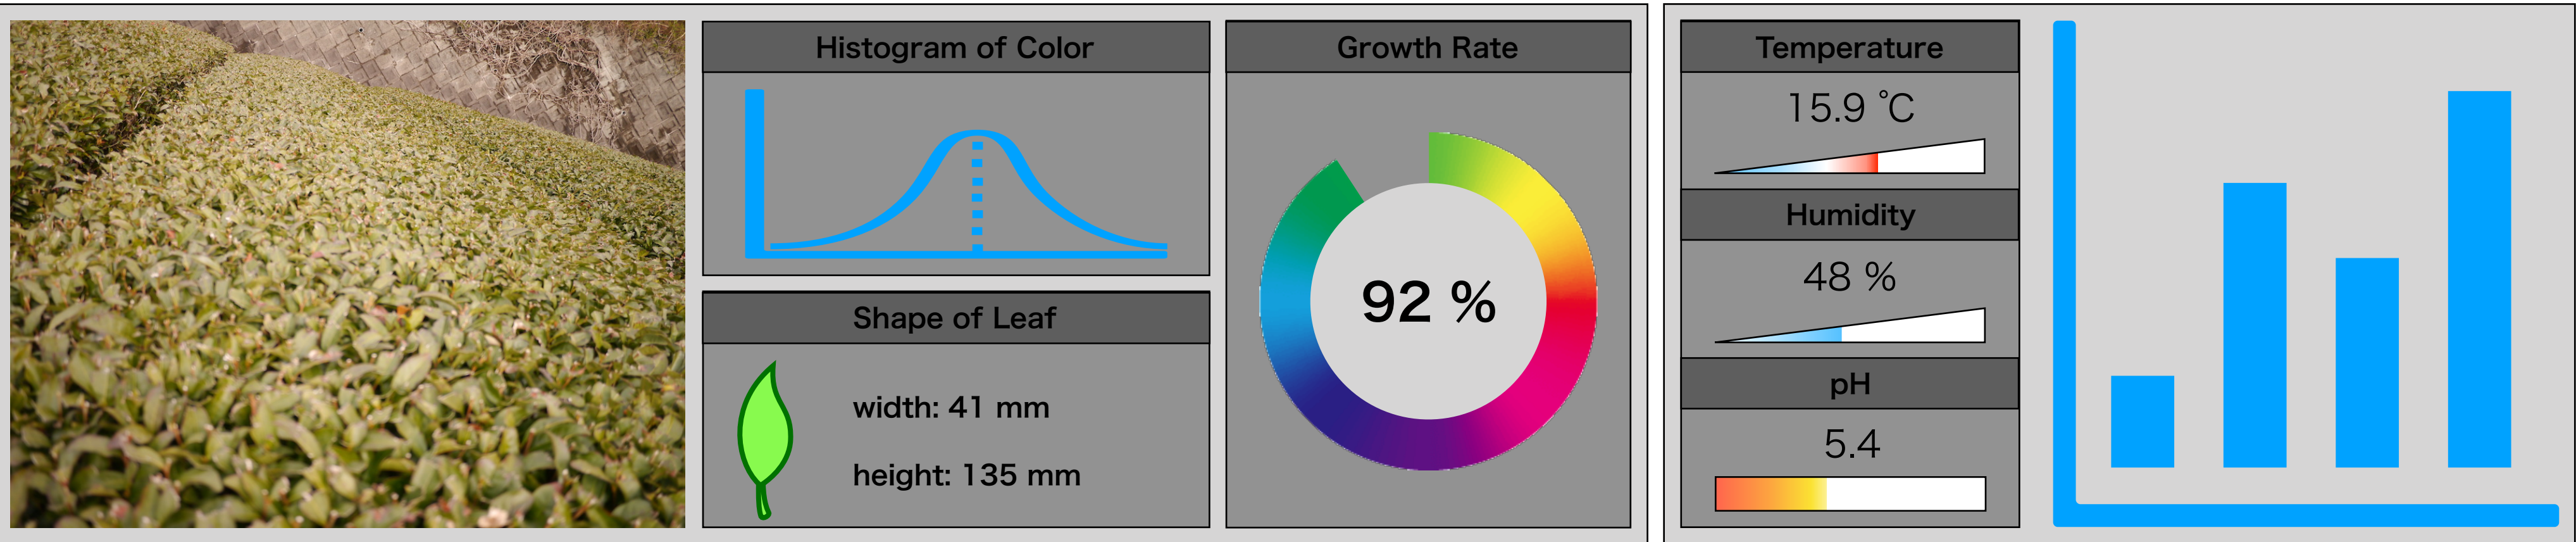 Histogram of Color
Shape of Leaf
width: 41 mm
height: 135 mm
Growth Rate
92 %
Temperature
15.9 ℃
Humidity
48 %
pH
5.4